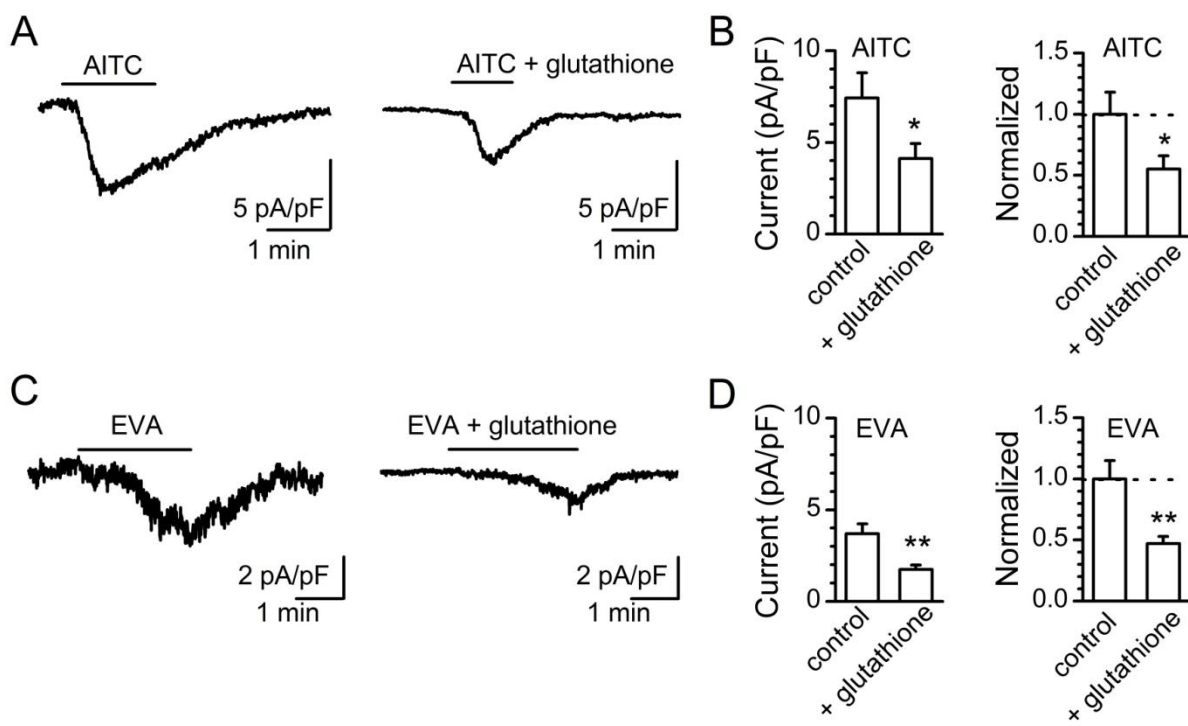 A
AITC
5 pA/pF
1 min
AITC + glutathione
5 pA/pF
1 min
B
Current (pA/pF)
10
5
0
AITC
*
control
+ glutathione
Normalized
1.5
1.0
0.5
0.0
AITC
*
control
+ glutathione
C
EVA
2 pA/pF
1 min
EVA + glutathione
2 pA/pF
1 min
D
Current (pA/pF)
10
5
0
EVA
**
control
+ glutathione
Normalized
1.5
1.0
0.5
0.0
EVA
**
control
+ glutathione